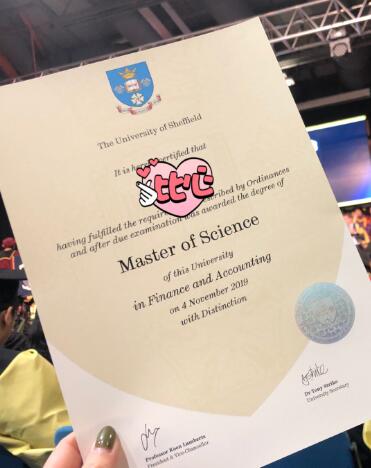 The University of Sheffield
It is hereby certified that
比心
having fulfilled the requirements prescribed by Ordinances
and after due examination was awarded the degree of
Master of Science
of this University
in Finance and Accounting
on 4 November 2019
with Distinction
Professor Koen Lamberts
President & Vice-Chancellor
Dr Tony Strike
University Secretary